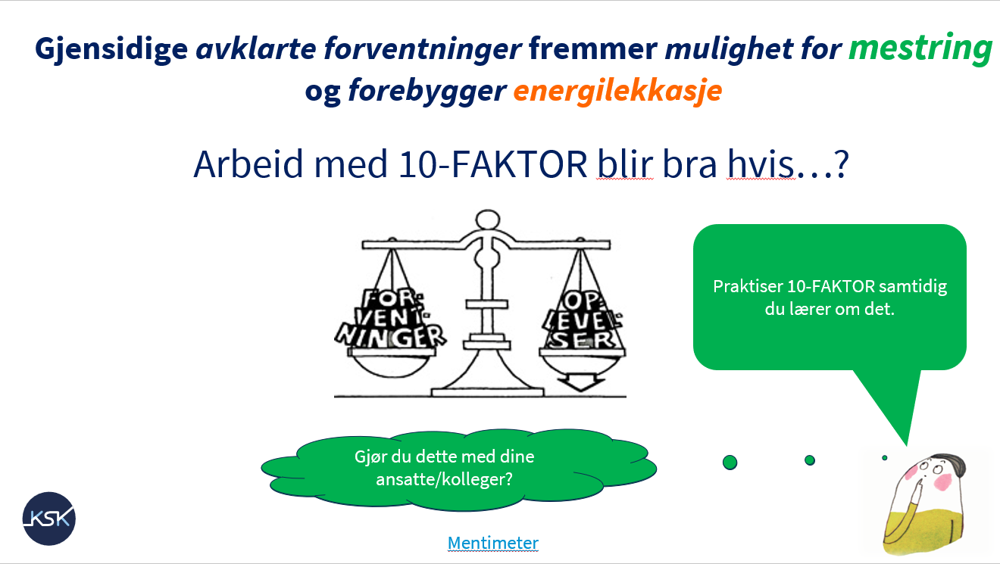 Gjensidige avklarte forventninger fremmer mulighet for mestring
og forebygger energilekkasje
Arbeid med 10-FAKTOR blir bra hvis…?
FOR-
VENT-
NINGER
OP-
LEVEL-
SER
Praktiser 10-FAKTOR samtidig
du lærer om det.
Gjør du dette med dine
ansatte/kolleger?
KSK
Mentimeter